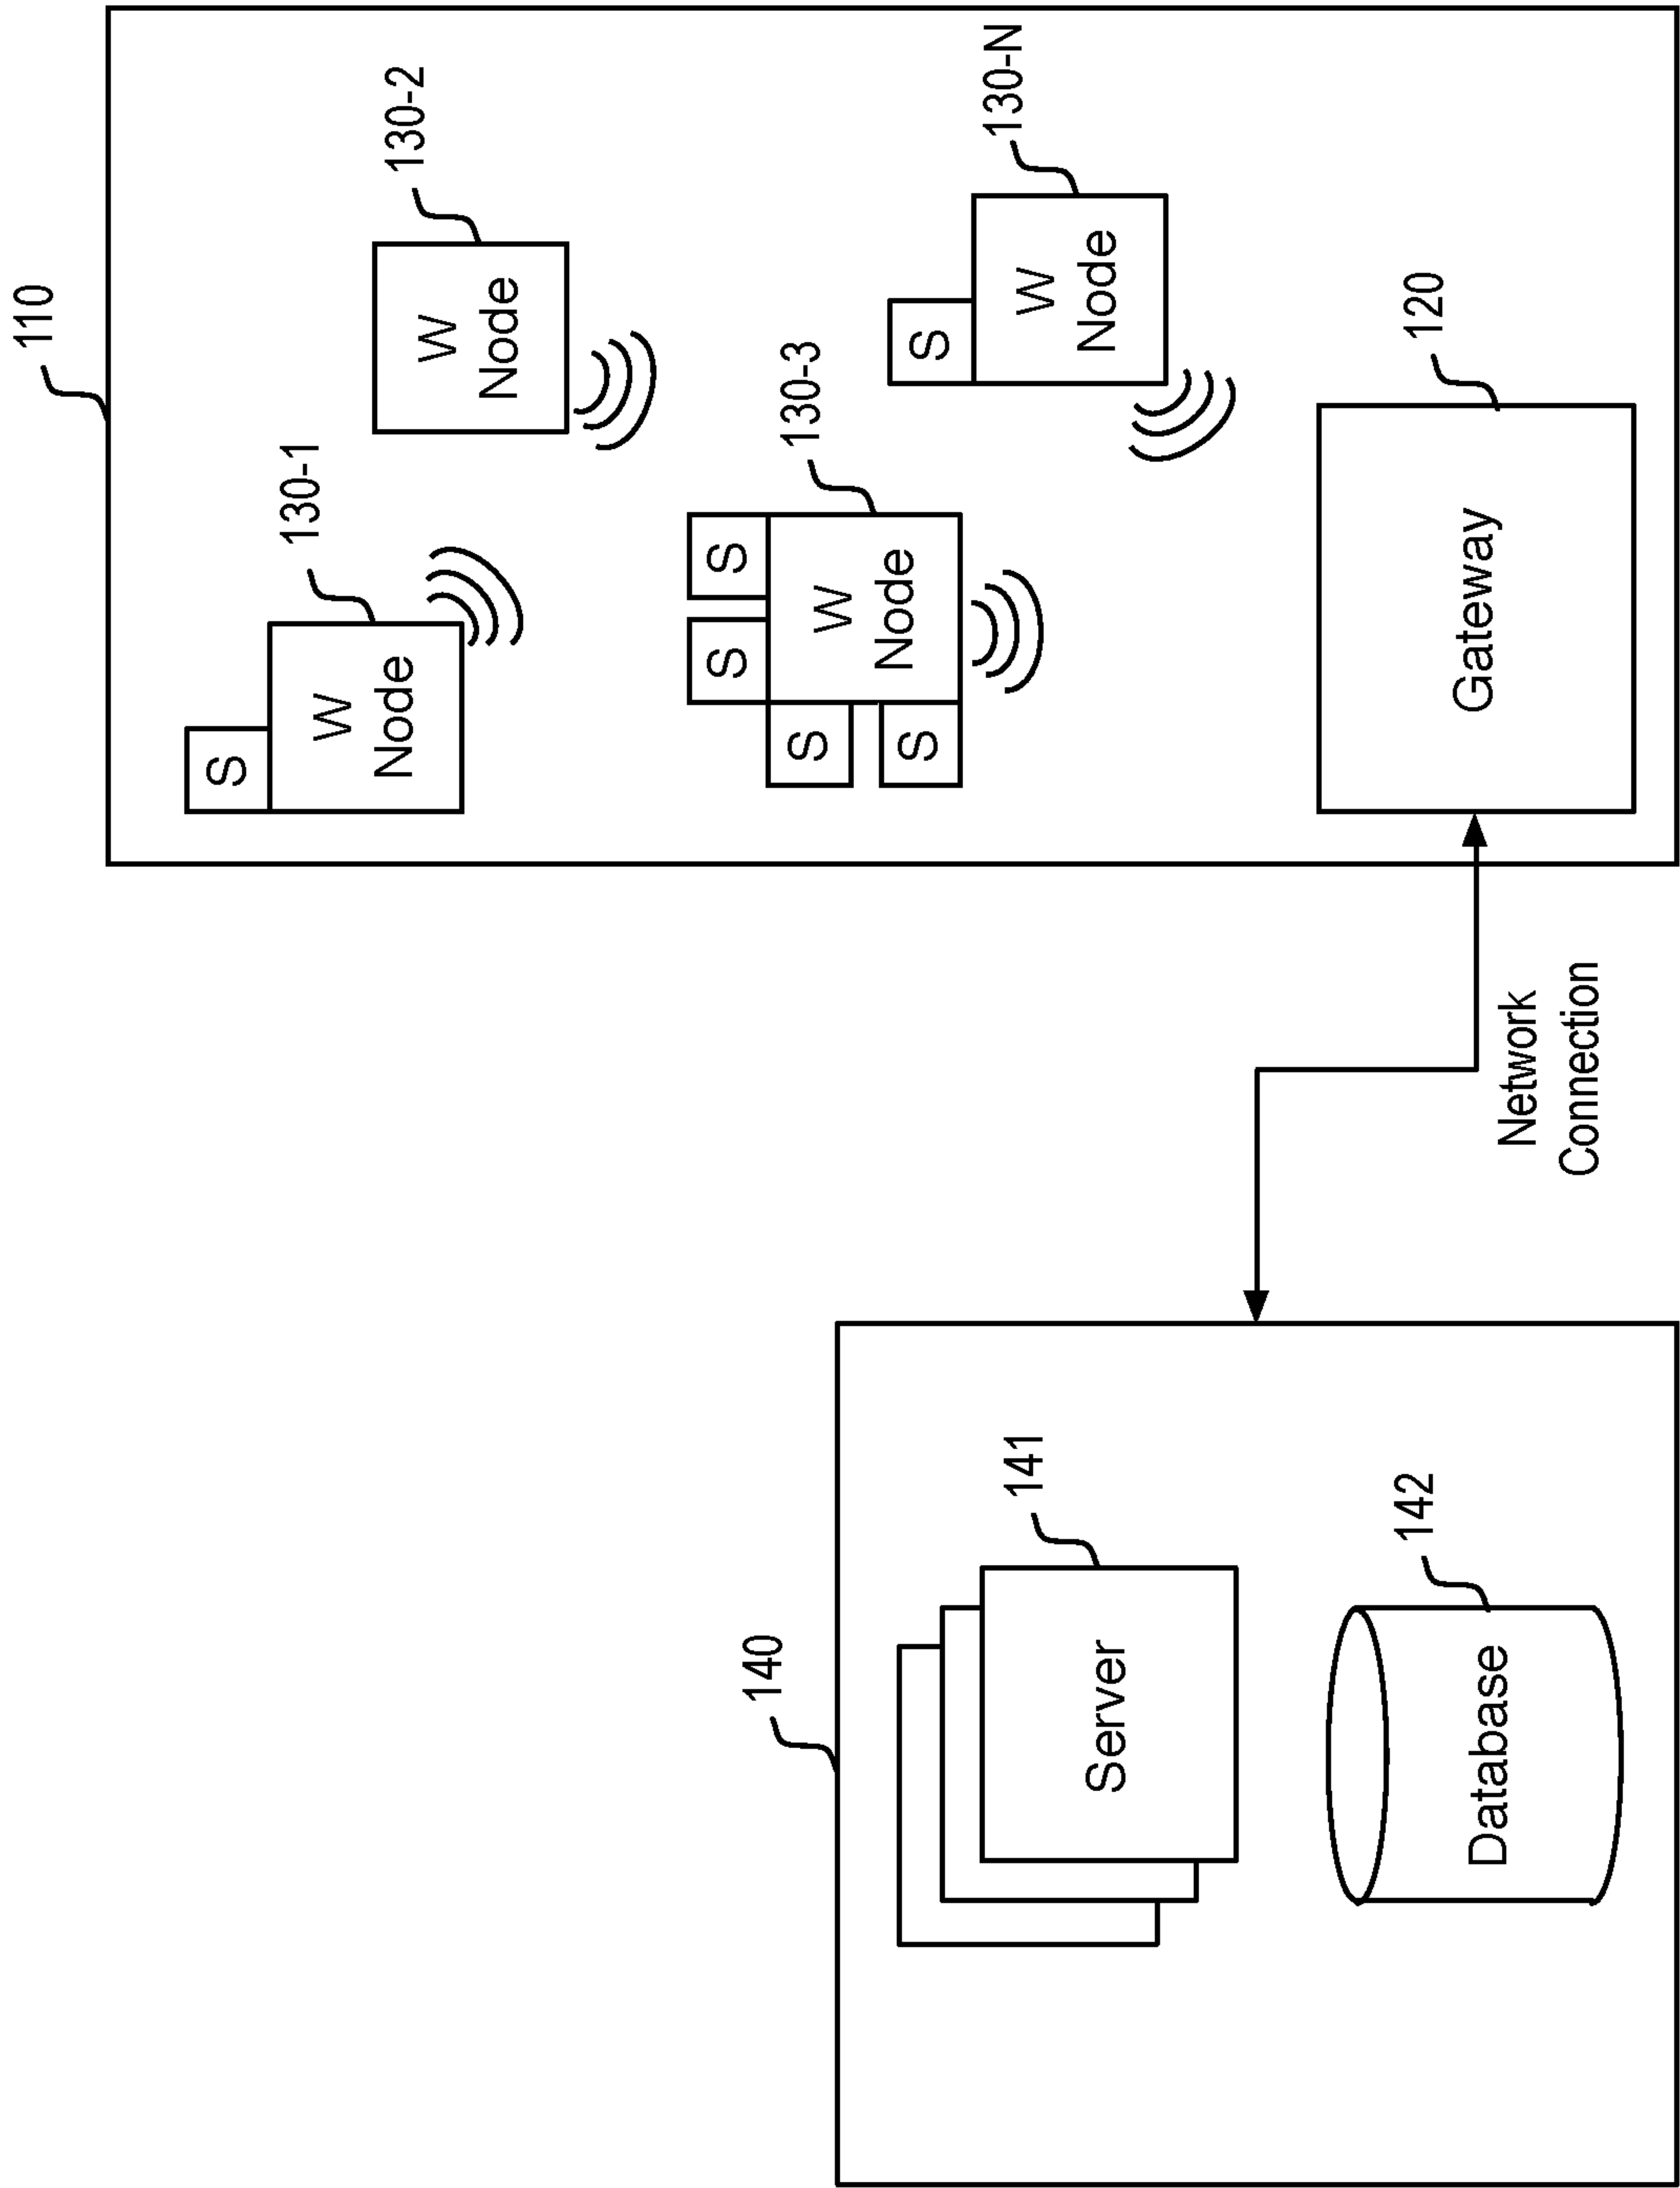 110
S
130-1
W
Node
130-2
W
Node
S
S
130-3
S
W
Node
S
S
130-N
W
Node
140
141
Server
142
Database
120
Gateway
Network
Connection